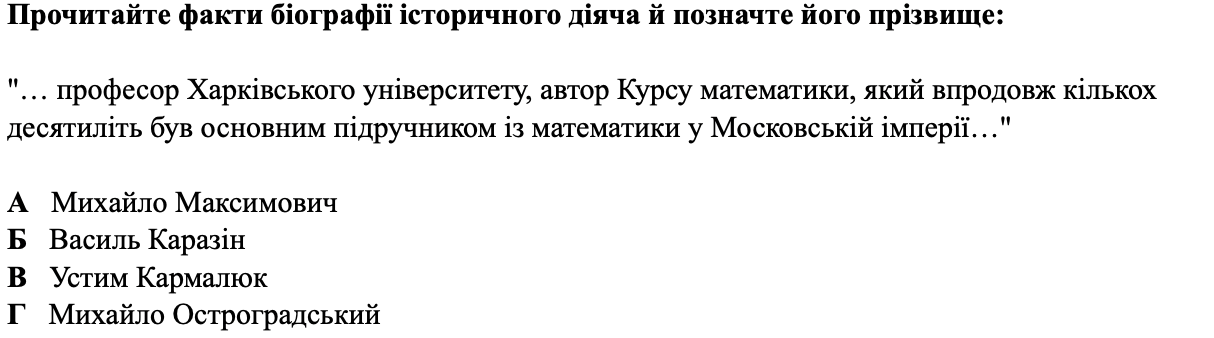 Прочитайте факти біографії історичного діяча й позначте його прізвище:
"… професор Харківського університету, автор Курсу математики, який впродовж кількох
десятиліть був основним підручником із математики у Московській імперії…"
А Михайло Максимович
Б Василь Каразін
В Устим Кармалюк
Г Михайло Остроградський